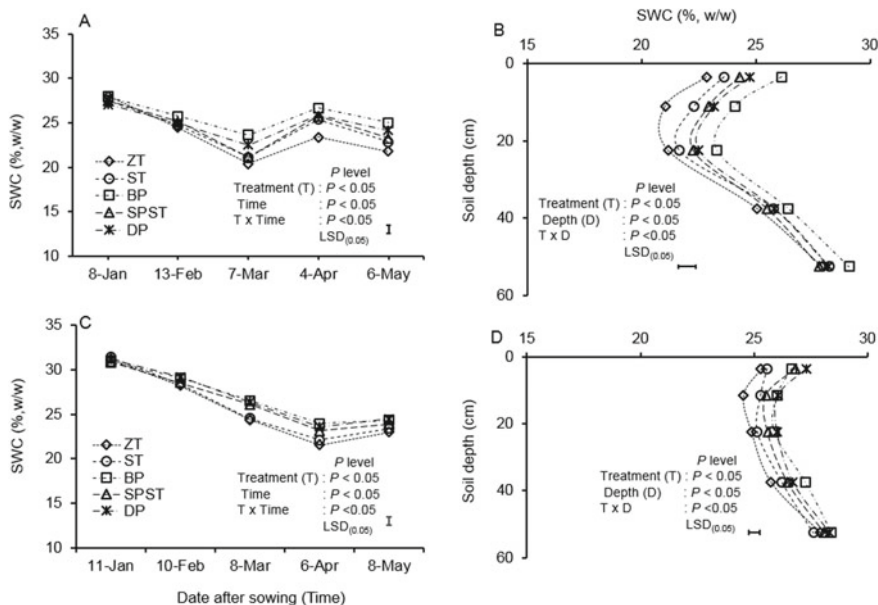 A
35
30
25
20
15
10
SWC (%,w/w)
ZT
ST
BP
SPST
DP
P level
Treatment (T) : P < 0.05
Time : P < 0.05
T x Time : P <0.05
LSD(0.05)
8-Jan 13-Feb 7-Mar 4-Apr 6-May
SWC (%, w/w)
B
15 20 25 30
0
20
40
60
Soil depth (cm)
P level
Treatment (T) : P < 0.05
Depth (D) : P < 0.05
T x D : P <0.05
LSD(0.05)
C
35
30
25
20
15
10
SWC (%,w/w)
ZT
ST
BP
SPST
DP
P level
Treatment (T) : P < 0.05
Time : P < 0.05
T x Time : P <0.05
LSD(0.05)
11-Jan 10-Feb 8-Mar 6-Apr 8-May
Date after sowing (Time)
D
15 20 25 30
0
20
40
60
Soil depth (cm)
P level
Treatment (T) : P < 0.05
Depth (D) : P < 0.05
T x D : P <0.05
LSD(0.05)